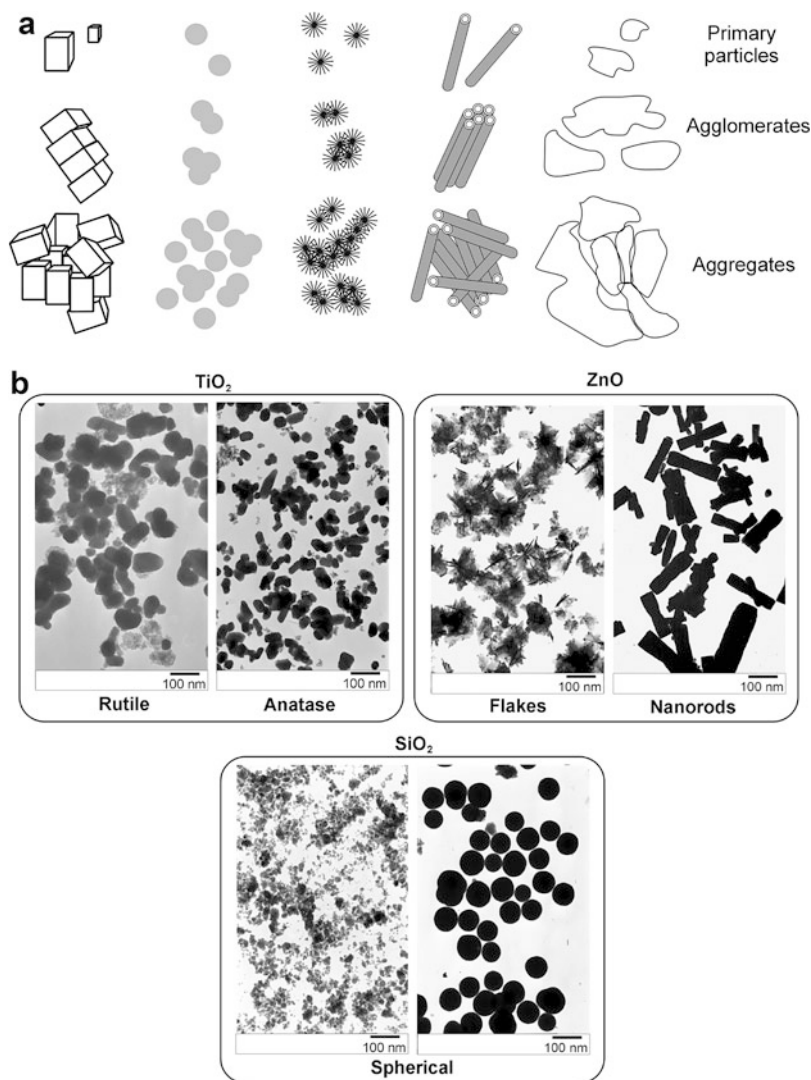 a
Primary
particles
Agglomerates
Aggregates
b
TiO₂
ZnO
100 nm
100 nm
100 nm
100 nm
Rutile
Anatase
Flakes
Nanorods
SiO₂
100 nm
100 nm
Spherical